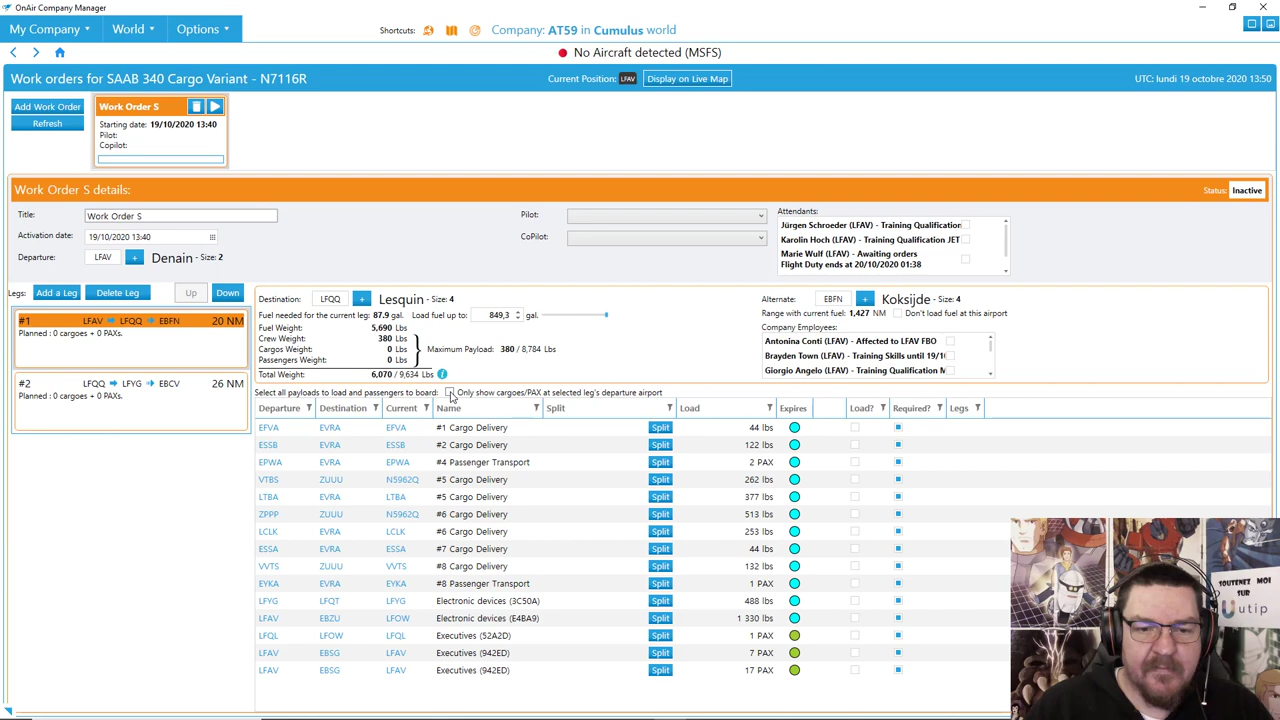 OnAir Company Manager
My Company World Options Shortcuts: Company: AT59 in Cumulus world
No Aircraft detected (MSFS)
Work orders for SAAB 340 Cargo Variant - N7116R Current Position: LFAV Display on Live Map UTC: lundi 19 octobre 2020 13:50
Add Work Order
Refresh
Work Order S
Starting date: 19/10/2020 13:40
Pilot:
Copilot:
Work Order S details: Status: Inactive
Title: Work Order S
Activation date: 19/10/2020 13:40
Departure: LFAV + Denain - Size: 2
Pilot:
CoPilot:
Attendants:
Jürgen Schroeder (LFAV) - Training Qualification
Karolin Hoch (LFAV) - Training Qualification JET
Marie Wulf (LFAV) - Awaiting orders
Flight Duty ends at 20/10/2020 01:38
Legs: Add a Leg Delete Leg Up Down
#1 LFAV LFQQ EBFN 20 NM
Planned : 0 cargoes + 0 PAXs.
#2 LFQQ LFYG EBCV 26 NM
Planned : 0 cargoes + 0 PAXs.
Destination: LFQQ + Lesquin - Size: 4
Fuel needed for the current leg: 87.9 gal. Load fuel up to: 849,3 gal.
Fuel Weight: 5,690 Lbs
Crew Weight: 380 Lbs
Cargos Weight: 0 Lbs
Passengers Weight: 0 Lbs
Maximum Payload: 380 / 8,784 Lbs
Total Weight: 6,070 / 9,634 Lbs
Alternate: EBFN + Koksijde - Size: 4
Range with current fuel: 1,427 NM Don't load fuel at this airport
Company Employees:
Antonina Conti (LFAV) - Affected to LFAV FBO
Brayden Town (LFAV) - Training Skills until 19/1
Giorgio Angelo (LFAV) - Training Qualification M
Select all payloads to load and passengers to board: Only show cargoes/PAX at selected leg's departure airport
Departure Destination Current Name Split Load Expires Load? Required? Legs
EFVA EVRA EFVA #1 Cargo Delivery Split 44 lbs
ESSB EVRA ESSB #2 Cargo Delivery Split 122 lbs
EPWA EVRA EPWA #4 Passenger Transport Split 2 PAX
VTBS ZUUU N5962Q #5 Cargo Delivery Split 262 lbs
LTBA EVRA LTBA #5 Cargo Delivery Split 377 lbs
ZPPP ZUUU N5962Q #6 Cargo Delivery Split 513 lbs
LCLK EVRA LCLK #6 Cargo Delivery Split 253 lbs
ESSA EVRA ESSA #7 Cargo Delivery Split 44 lbs
VVTS ZUUU VVTS #8 Cargo Delivery Split 132 lbs
EYKA EVRA EYKA #8 Passenger Transport Split 1 PAX
LFYG LFQT LFYG Electronic devices (3C50A) Split 488 lbs
LFAV EBZU LFOW Electronic devices (E4BA9) Split 1 330 lbs
LFQL LFOW LFQL Executives (52A2D) Split 1 PAX
LFAV EBSG LFAV Executives (942ED) Split 7 PAX
LFAV EBSG LFAV Executives (942ED) Split 17 PAX
SOUTENEZ MOI
SUR
utip